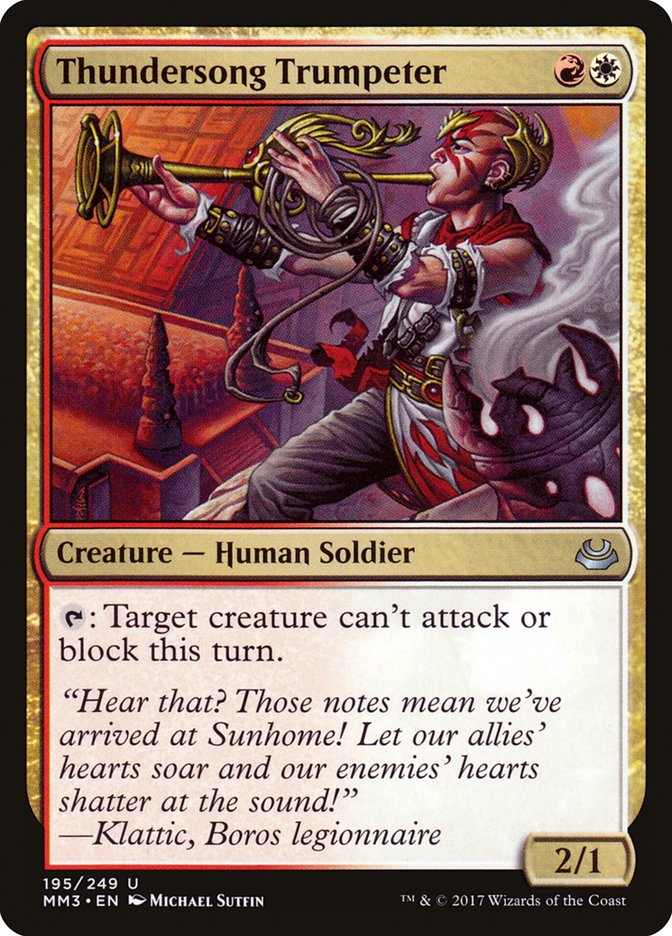 Thundersong Trumpeter
Creature — Human Soldier
: Target creature can't attack or
block this turn.
“Hear that? Those notes mean we've
arrived at Sunhome! Let our allies'
hearts soar and our enemies' hearts
shatter at the sound!”
—Klattic, Boros legionnaire
2/1
195/249 U
MM3 • EN Michael Sutfin
™ & © 2017 Wizards of the Coast